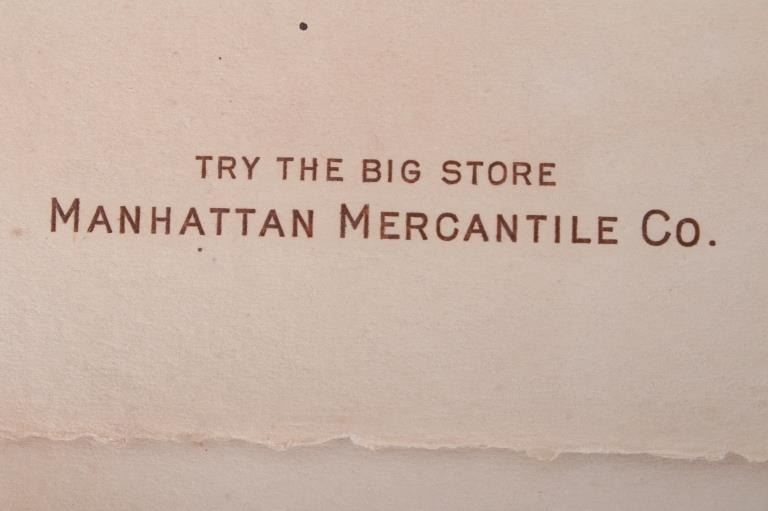 TRY THE BIG STORE
MANHATTAN MERCANTILE CO.